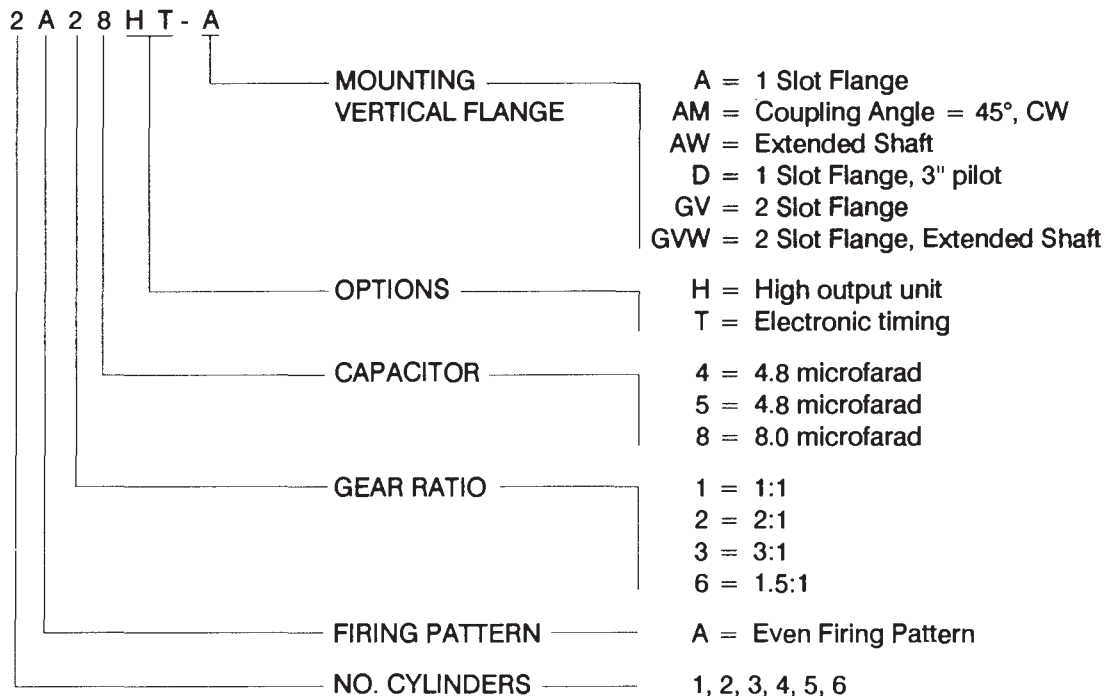 2 A 2 8 H T - A
MOUNTING A = 1 Slot Flange
VERTICAL FLANGE AM = Coupling Angle = 45°, CW
AW = Extended Shaft
D = 1 Slot Flange, 3" pilot
GV = 2 Slot Flange
GVW = 2 Slot Flange, Extended Shaft
OPTIONS H = High output unit
T = Electronic timing
CAPACITOR 4 = 4.8 microfarad
5 = 4.8 microfarad
8 = 8.0 microfarad
GEAR RATIO 1 = 1:1
2 = 2:1
3 = 3:1
6 = 1.5:1
FIRING PATTERN A = Even Firing Pattern
NO. CYLINDERS 1, 2, 3, 4, 5, 6